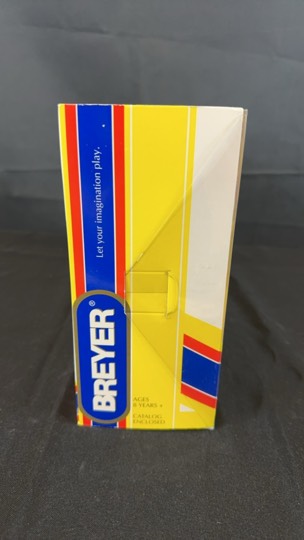 Let your imagination play.
BREYER®
AGES
8 YEARS +
CATALOG
ENCLOSED